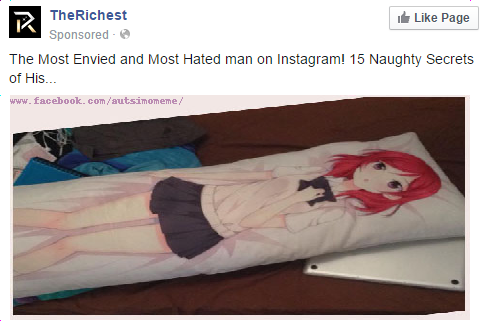 TheRichest
Like Page
Sponsored ·
The Most Envied and Most Hated man on Instagram! 15 Naughty Secrets
of His...
www.facebook.com/autsimomeme/